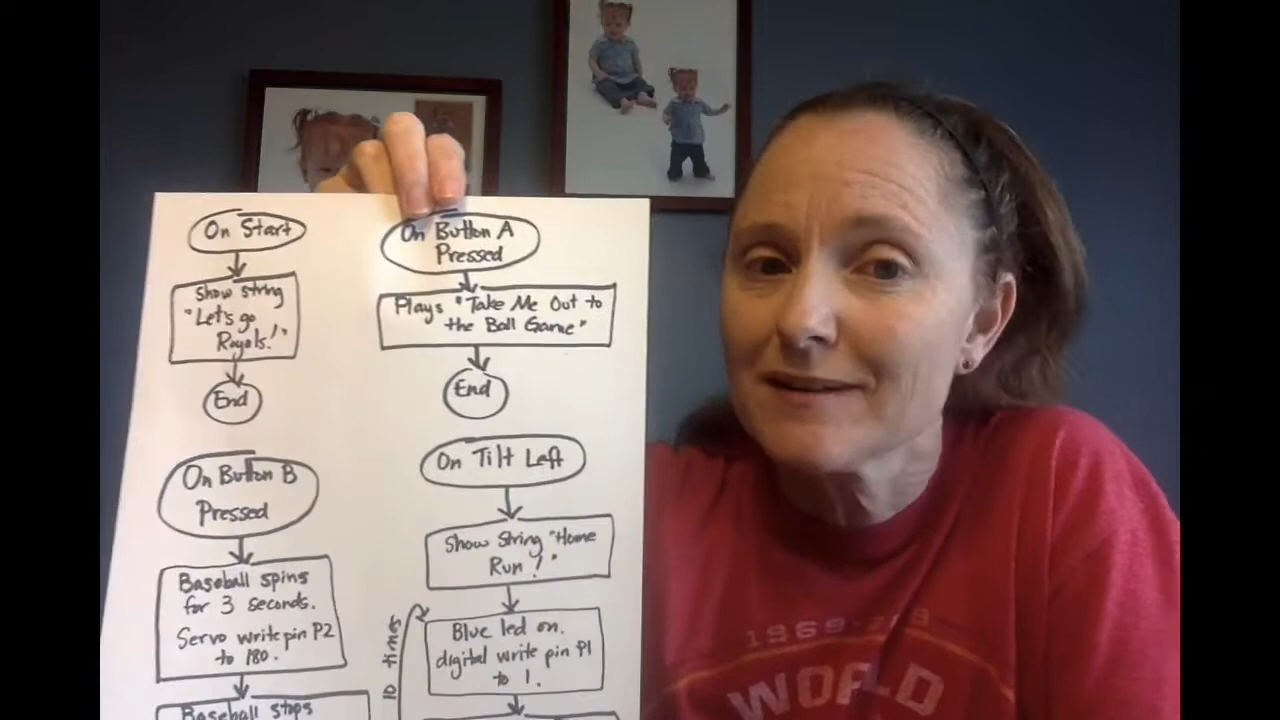 On Start
Show string
"Let's go
Royals!"
End
On Button A
Pressed
Plays "Take Me Out to
the Ball Game"
End
On Button B
Pressed
Baseball spins
for 3 seconds.
Servo write pin P2
to 180.
Baseball stops
On Tilt Left
Show String "Home
Run!"
10 times
Blue led on.
digital write pin P1
to 1.
WORLD